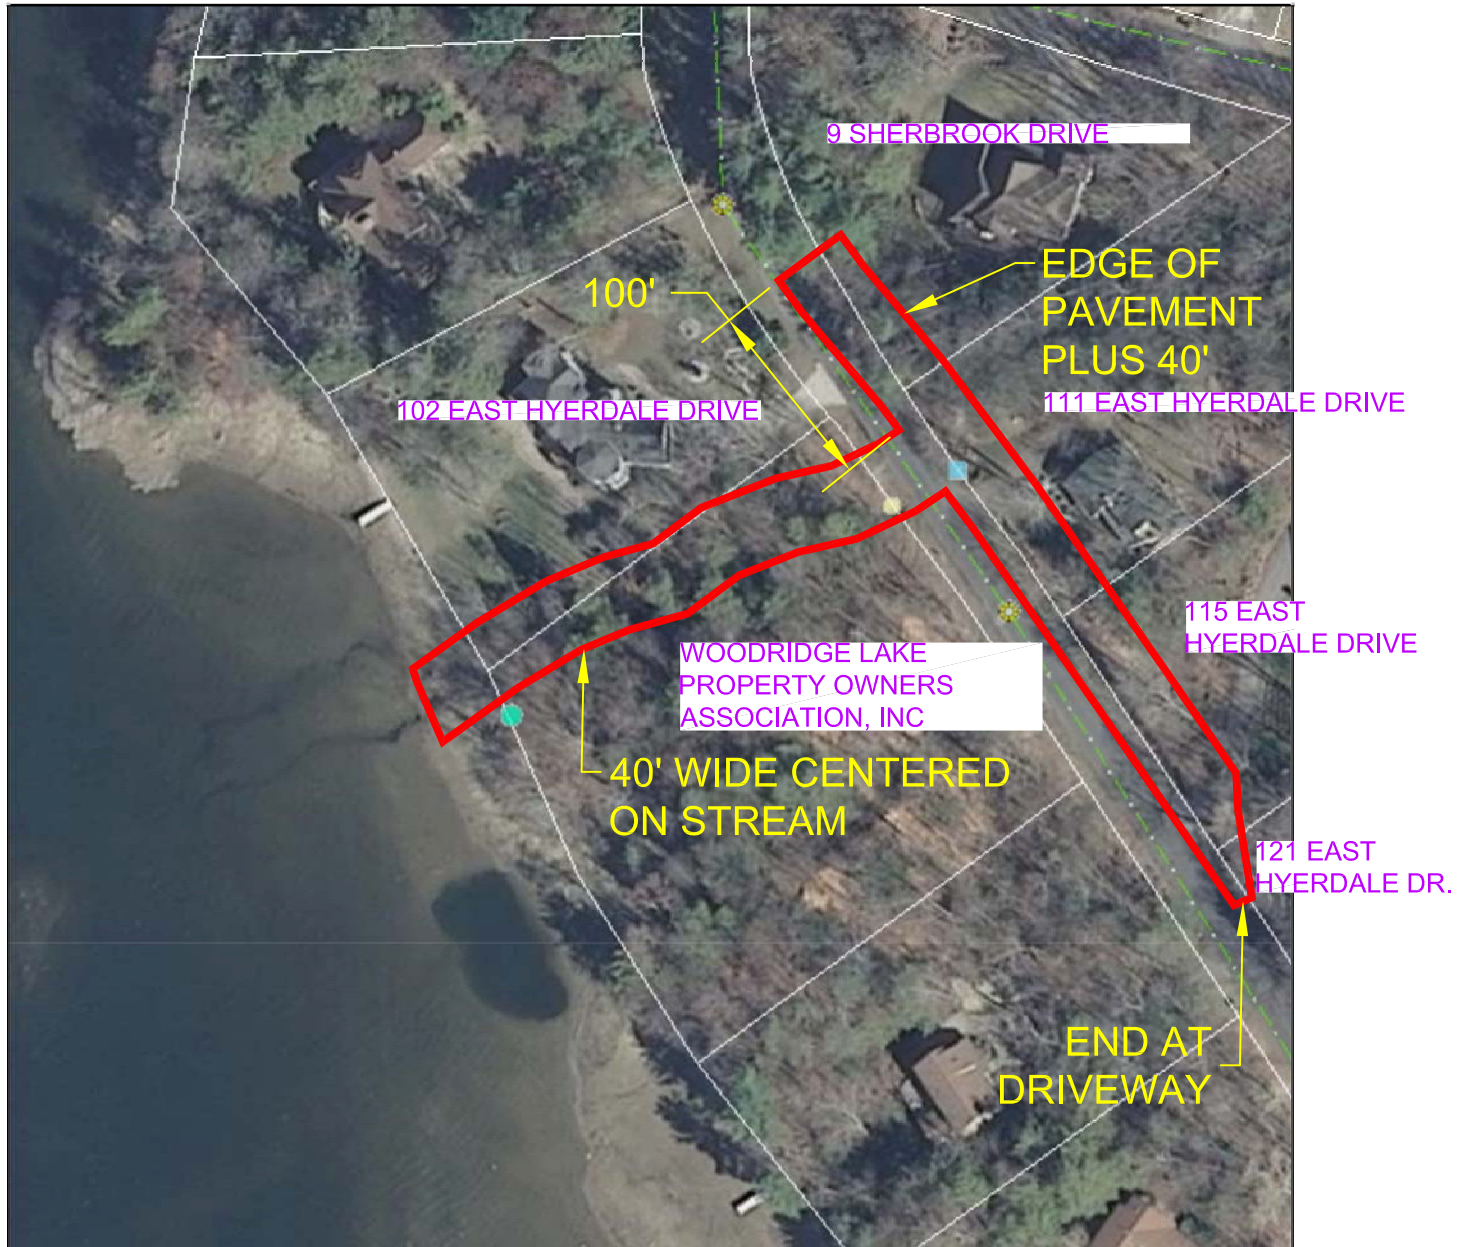 9 SHERBROOK DRIVE
EDGE OF
PAVEMENT
PLUS 40'
100'
111 EAST HYERDALE DRIVE
102 EAST HYERDALE DRIVE
115 EAST
HYERDALE DRIVE
WOODRIDGE LAKE
PROPERTY OWNERS
ASSOCIATION, INC
40' WIDE CENTERED
ON STREAM
121 EAST
HYERDALE DR.
END AT
DRIVEWAY